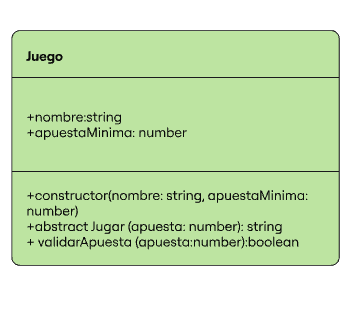 Juego
+nombre:string
+apuestaMinima: number
+constructor(nombre: string, apuestaMinima:
number)
+abstract Jugar (apuesta: number): string
+ validarApuesta (apuesta:number):boolean